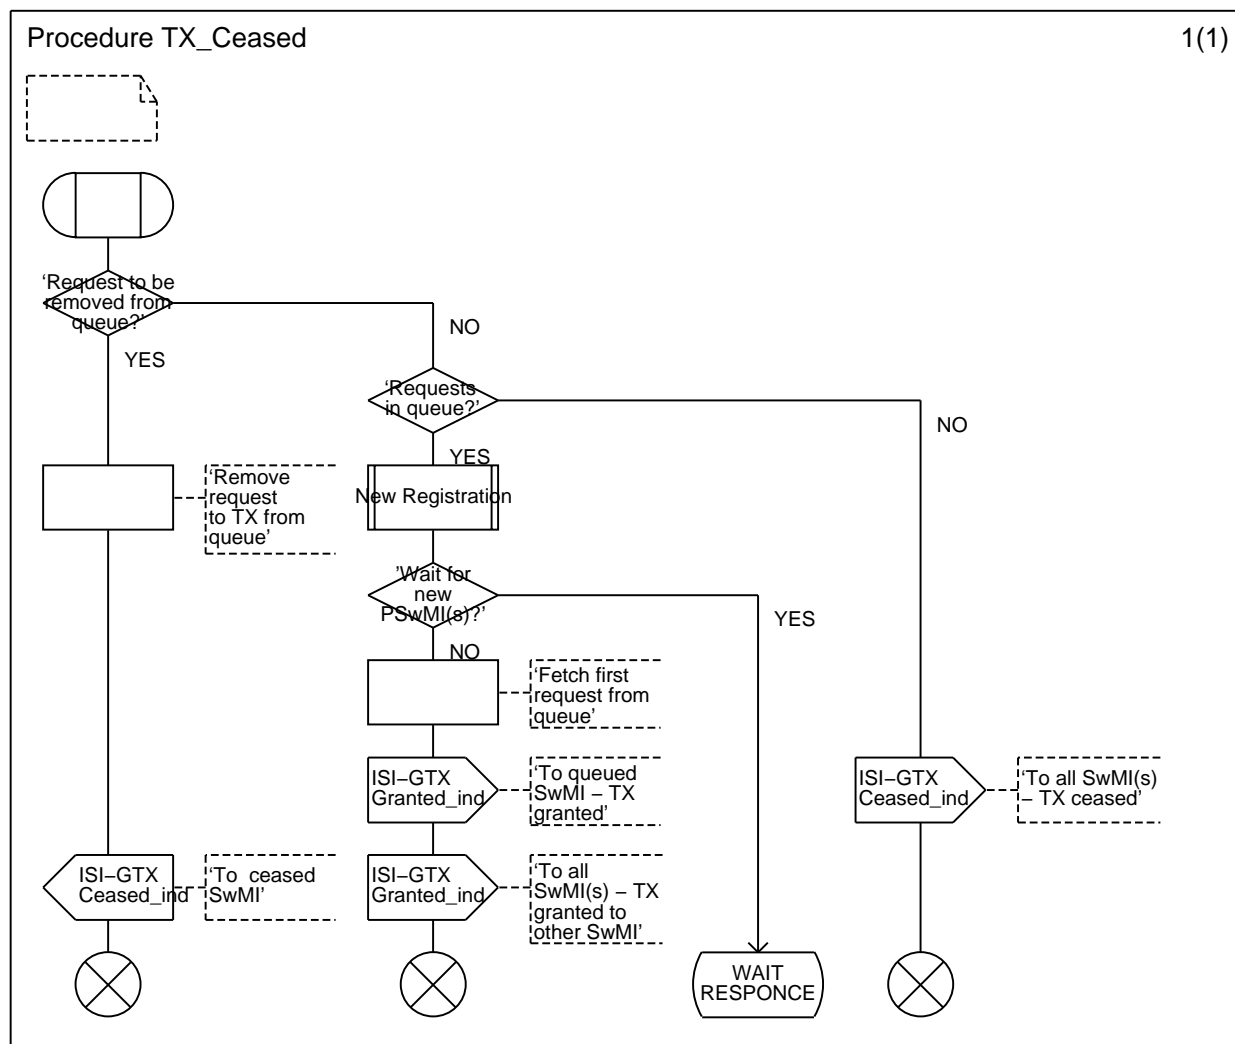 Procedure TX_Ceased
1(1)
‘Request to be
removed from
queue?’
NO
YES
‘Requests
in queue?’
NO
YES
‘Remove
request
to TX from
queue’
New Registration
’Wait for
new
PSwMI(s)?’
YES
NO
‘Fetch first
request from
queue’
ISI−GTX
Granted_ind
‘To queued
SwMI − TX
granted’
ISI−GTX
Ceased_ind
‘To all SwMI(s)
− TX ceased’
ISI−GTX
Ceased_ind
‘To  ceased
SwMI’
ISI−GTX
Granted_ind
‘To all
SwMI(s) − TX
granted to
other SwMI’
WAIT
RESPONCE